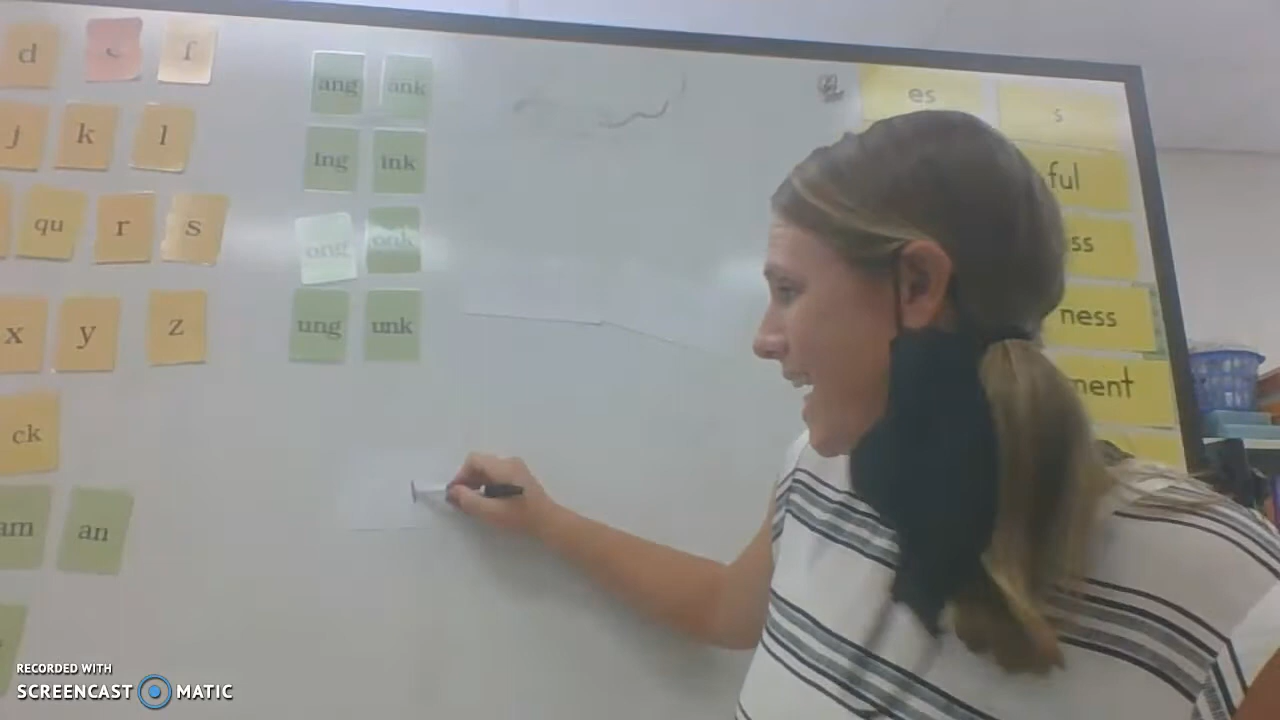 d f ang ank es s
j k l ing ink ful
qu r s ong onk ss
x y z ung unk ness
ck ment
am an
RECORDED WITH
SCREENCAST MATIC